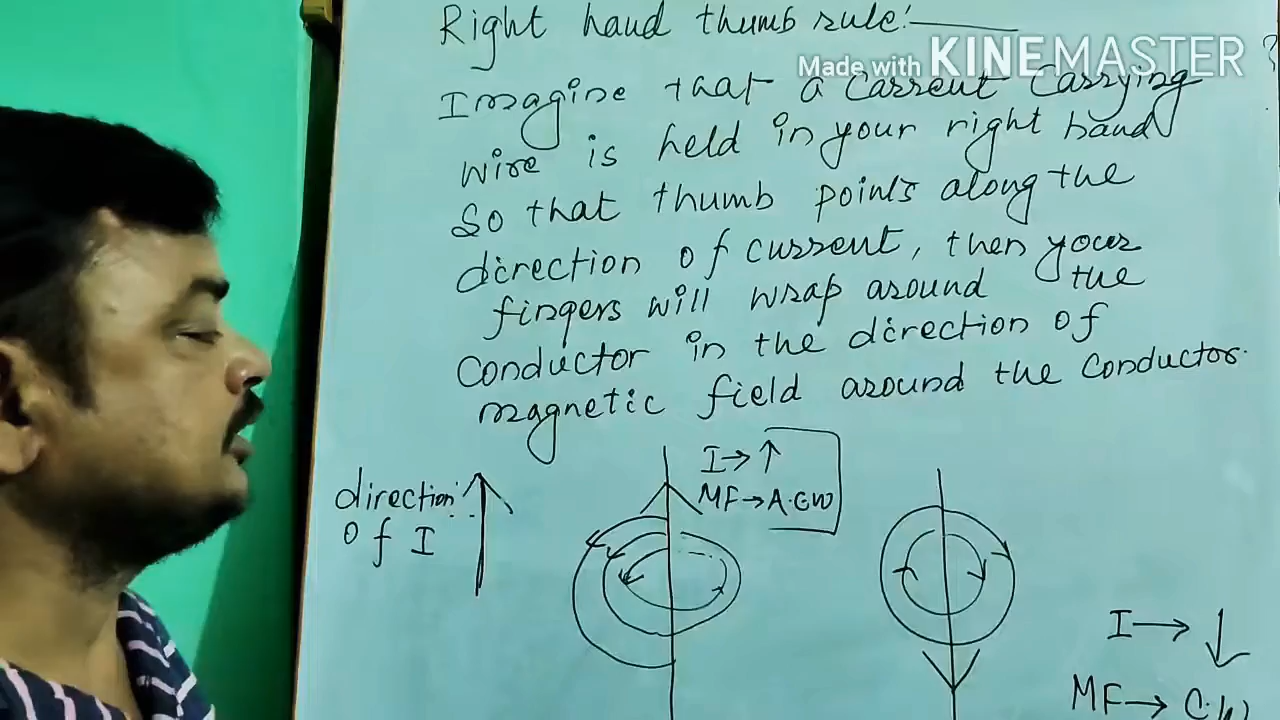 Right hand thumb rule:
Made with KINEMASTER
Imagine that a current carrying
wire is held in your right hand
so that thumb points along the
direction of current, then your
fingers will wrap around the
conductor in the direction of
magnetic field around the conductor.
direction
of I
I→↑
MF→A.CW
I→↓
MF→C.W